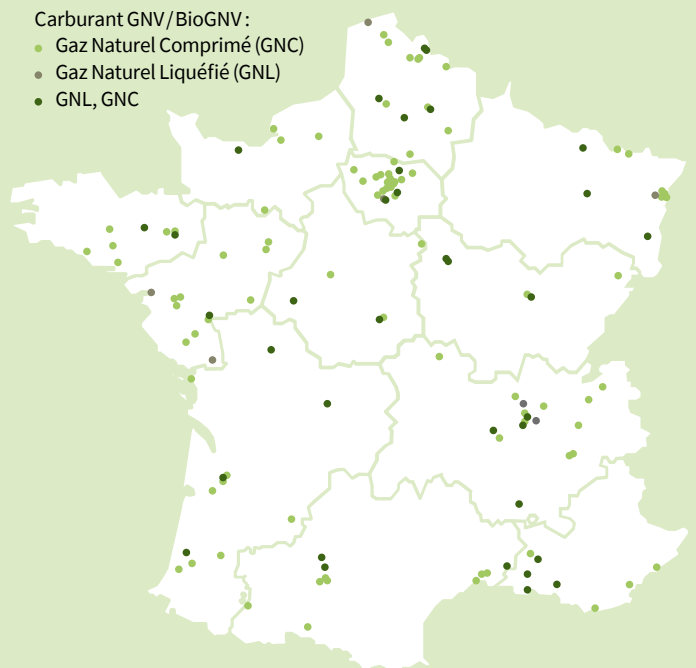 Carburant GNV / BioGNV :
Gaz Naturel Comprimé (GNC)
Gaz Naturel Liquéfié (GNL)
GNL, GNC